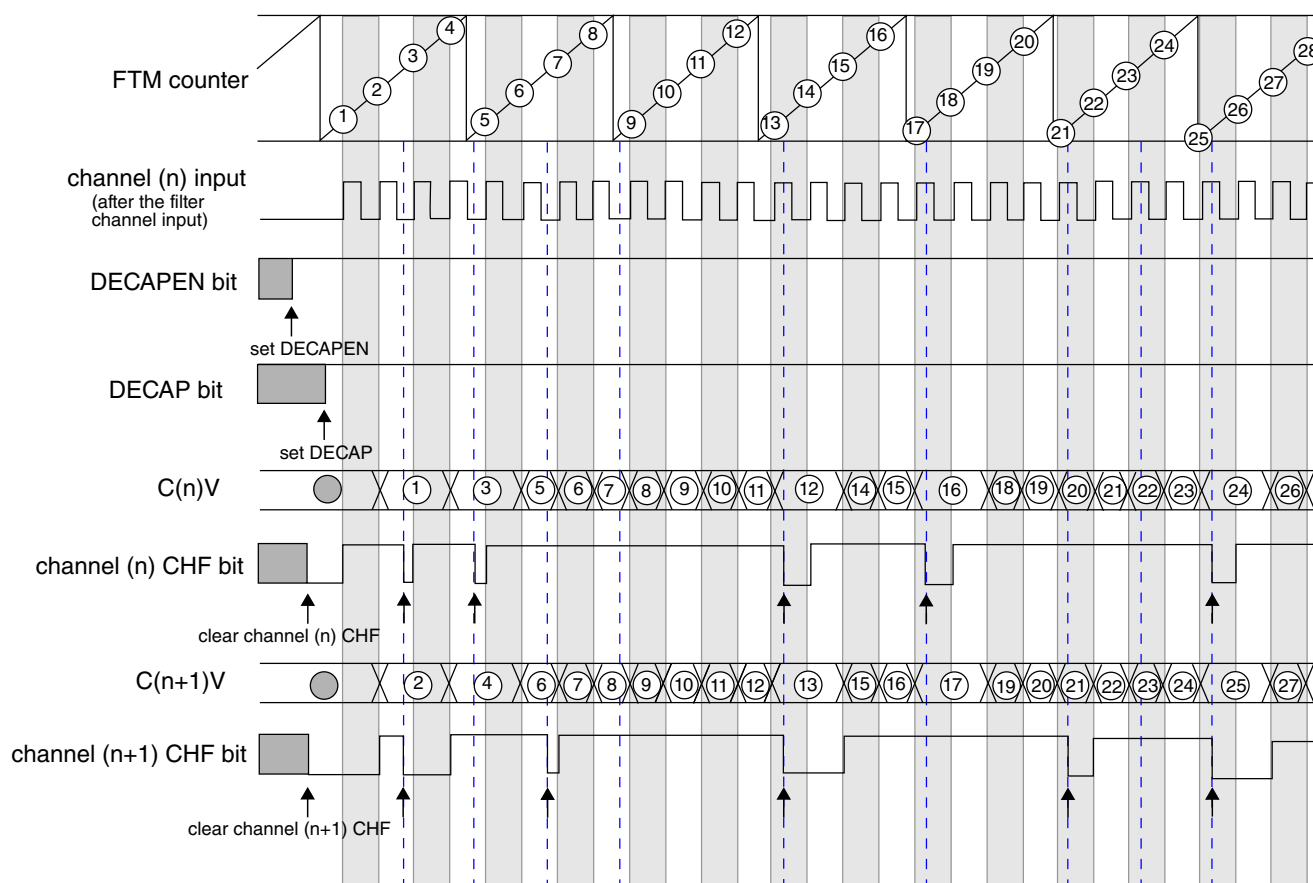 FTM counter
1 2 3 4 5 6 7 8 9 10 11 12 13 14 15 16 17 18 19 20 21 22 23 24 25 26 27 28
channel (n) input
(after the filter
channel input)
DECAPEN bit
set DECAPEN
DECAP bit
set DECAP
C(n)V
1 3 5 6 7 8 9 10 11 12 14 15 16 18 19 20 21 22 23 24 26
channel (n) CHF bit
clear channel (n) CHF
C(n+1)V
2 4 6 7 8 9 10 11 12 13 15 16 17 19 20 21 22 23 24 25 27
channel (n+1) CHF bit
clear channel (n+1) CHF